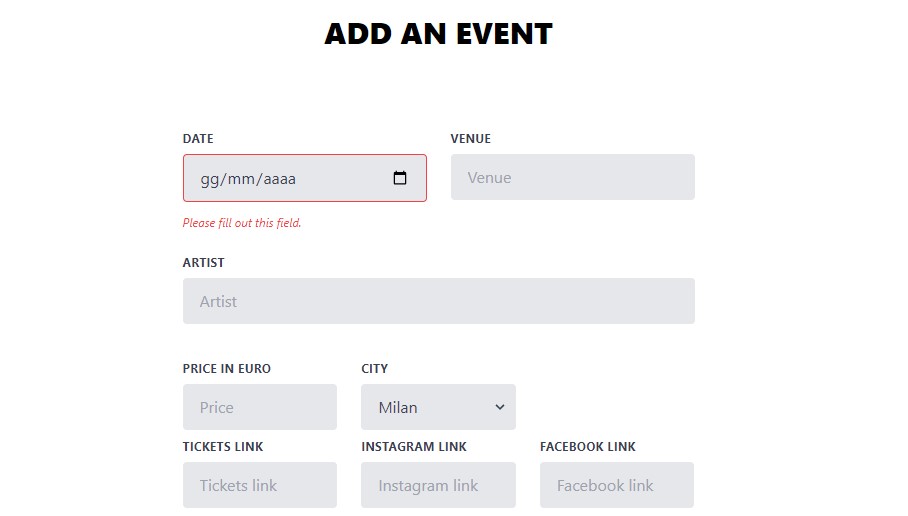 ADD AN EVENT
DATE VENUE
gg/mm/aaaa Venue
Please fill out this field.
ARTIST
Artist
PRICE IN EURO CITY
Price Milan
TICKETS LINK INSTAGRAM LINK FACEBOOK LINK
Tickets link Instagram link Facebook link